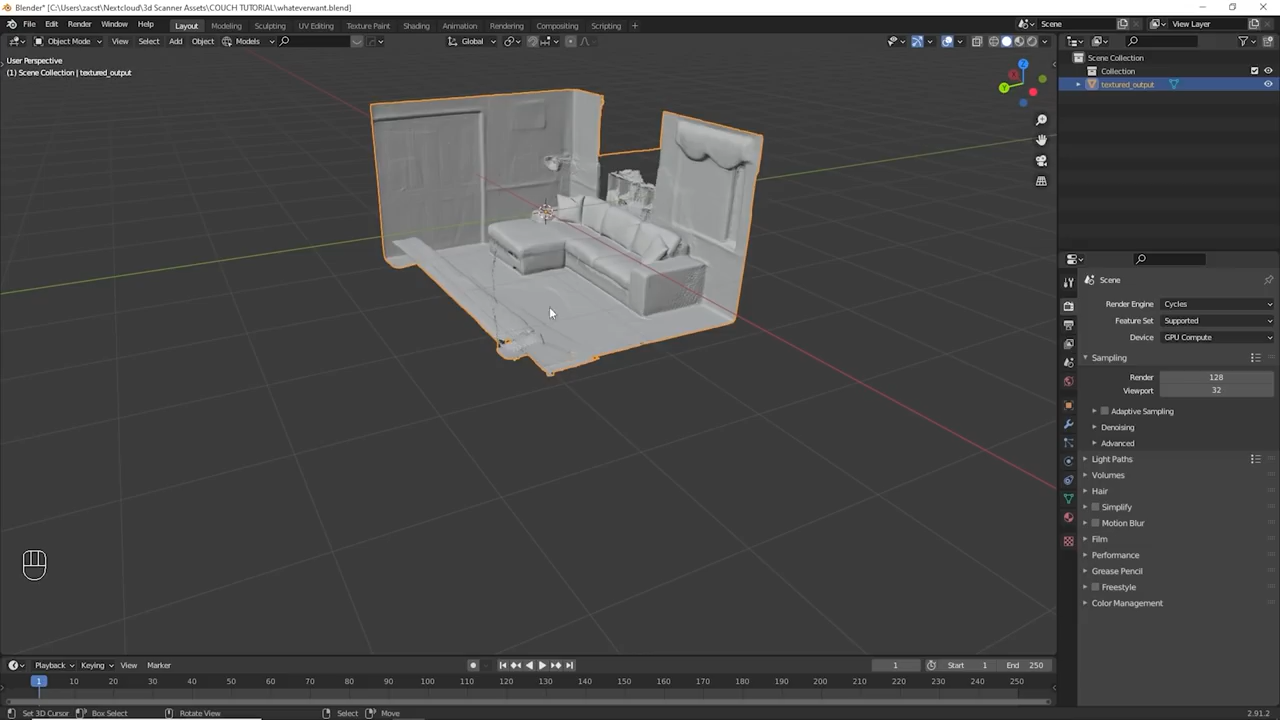 Blender* [C:\Users\zacst\Nextcloud\3d Scanner Assets\COUCH TUTORIAL\whateverwant.blend]
File Edit Render Window Help Layout Modeling Sculpting UV Editing Texture Paint Shading Animation Rendering Compositing Scripting + Scene View Layer
Object Mode View Select Add Object Models Global
User Perspective
(1) Scene Collection | textured_output
X
Y
Z
Scene Collection
Collection
textured_output
Scene
Render Engine Cycles
Feature Set Supported
Device GPU Compute
Sampling
Render 128
Viewport 32
Adaptive Sampling
Denoising
Advanced
Light Paths
Volumes
Hair
Simplify
Motion Blur
Film
Performance
Grease Pencil
Freestyle
Color Management
Playback Keying View Marker 1 Start 1 End 250
1 10 20 30 40 50 60 70 80 90 100 110 120 130 140 150 160 170 180 190 200 210 220 230 240 250
Set 3D Cursor Box Select Rotate View Select Move 2.91.2